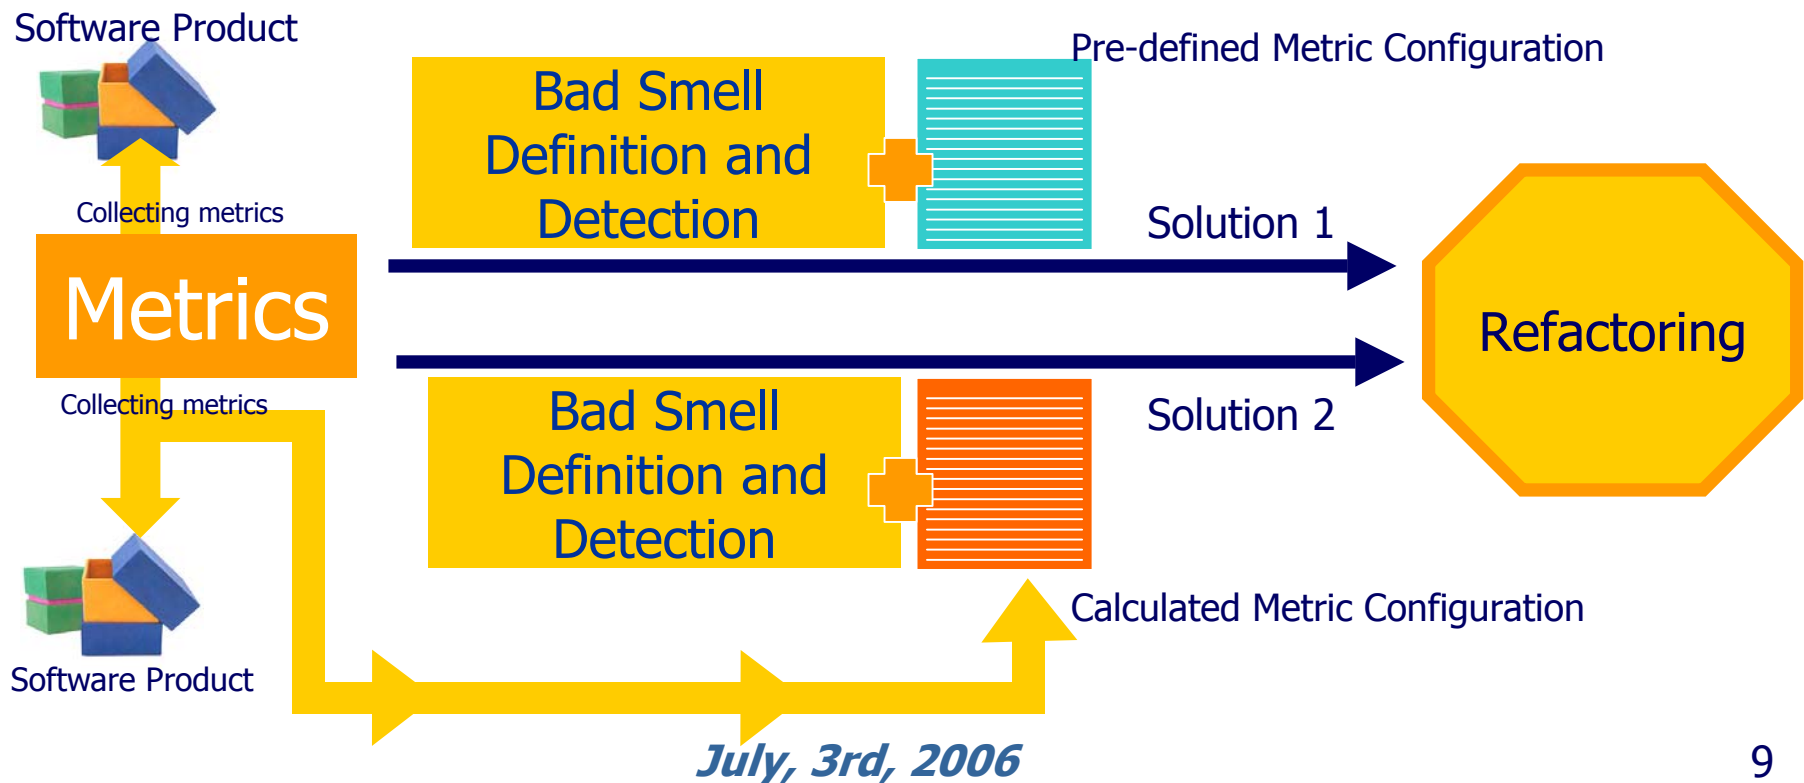 Software Product
Pre-defined Metric Configuration
Bad Smell
Definition and
Detection
Collecting metrics
Solution 1
Metrics
Refactoring
Collecting metrics
Bad Smell
Definition and
Detection
Solution 2
Calculated Metric Configuration
Software Product
July, 3rd, 2006
9